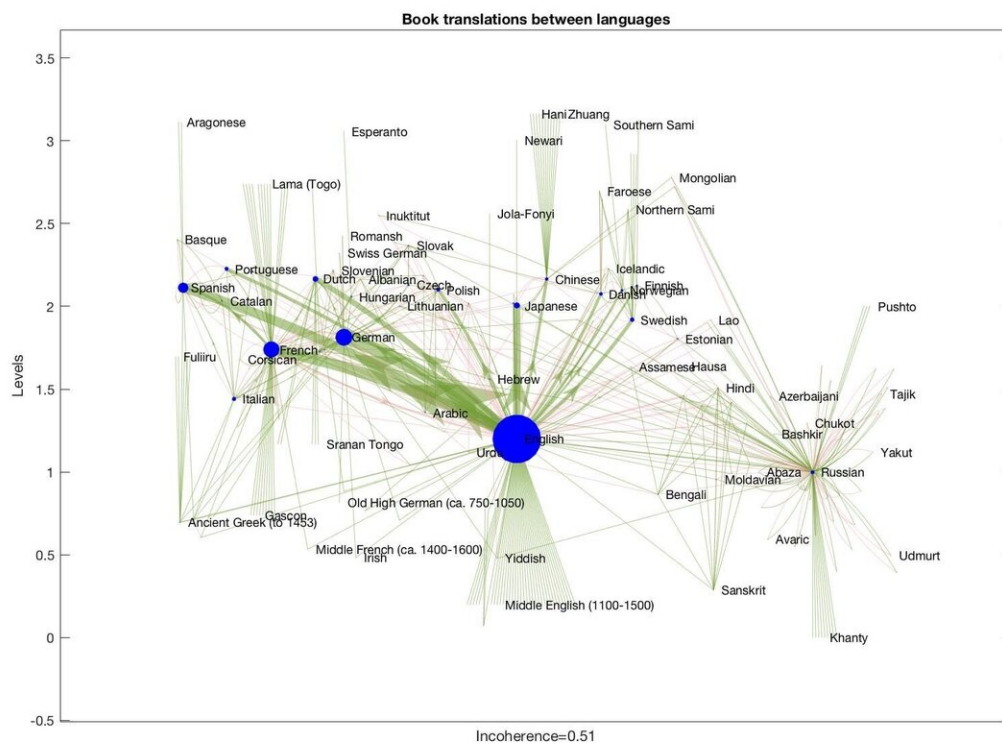 Book translations between languages
3.5
Aragonese
Hani Zhuang
Southern Sami
Esperanto
3
Newari
Lama (Togo)
Mongolian
Faroese
2.5
Inuktitut
Jola-Fonyi
Northern Sami
Basque
Romansh
Slovak
Swiss German
Portuguese
Slovenian
Icelandic
Spanish
Dutch
Albanian
Czech
Chinese
Finnish
Catalan
Hungarian
Polish
Danish
Norwegian
2
Lithuanian
Japanese
Pushto
Levels
Swedish
German
Lao
French
Estonian
Fuliiru
Corsican
Assamese
Hausa
1.5
Hebrew
Hindi
Italian
Arabic
Azerbaijani
Tajik
Chukot
English
Bashkir
Sranan Tongo
Urdu
Yakut
1
Abaza
Russian
Moldavian
Old High German (ca. 750-1050)
Bengali
Gascon
Ancient Greek (to 1453)
Avaric
0.5
Middle French (ca. 1400-1600)
Irish
Yiddish
Udmurt
Sanskrit
Middle English (1100-1500)
0
Khanty
-0.5
Incoherence=0.51